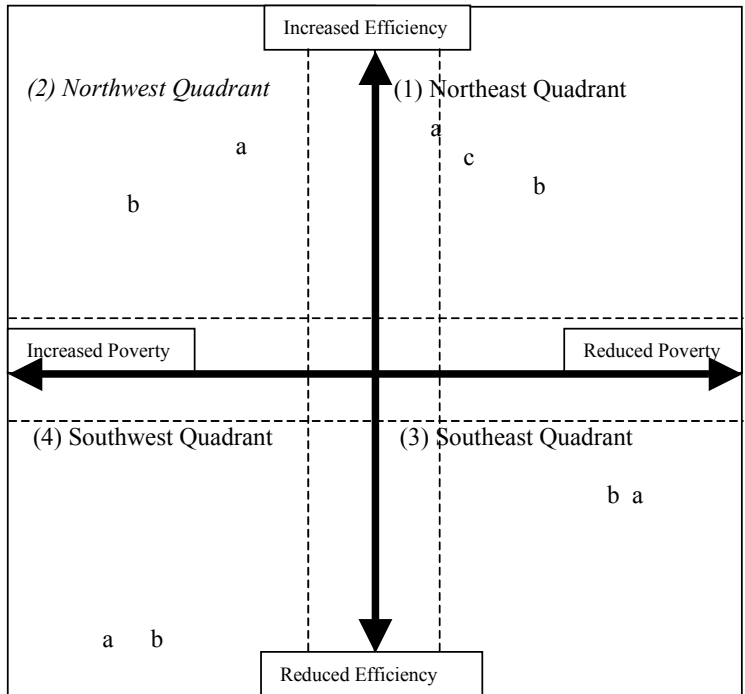 Increased Efficiency
(2) Northwest Quadrant
(1) Northeast Quadrant
a
a
c
b
b
Increased Poverty
Reduced Poverty
(4) Southwest Quadrant
(3) Southeast Quadrant
b a
a b
Reduced Efficiency